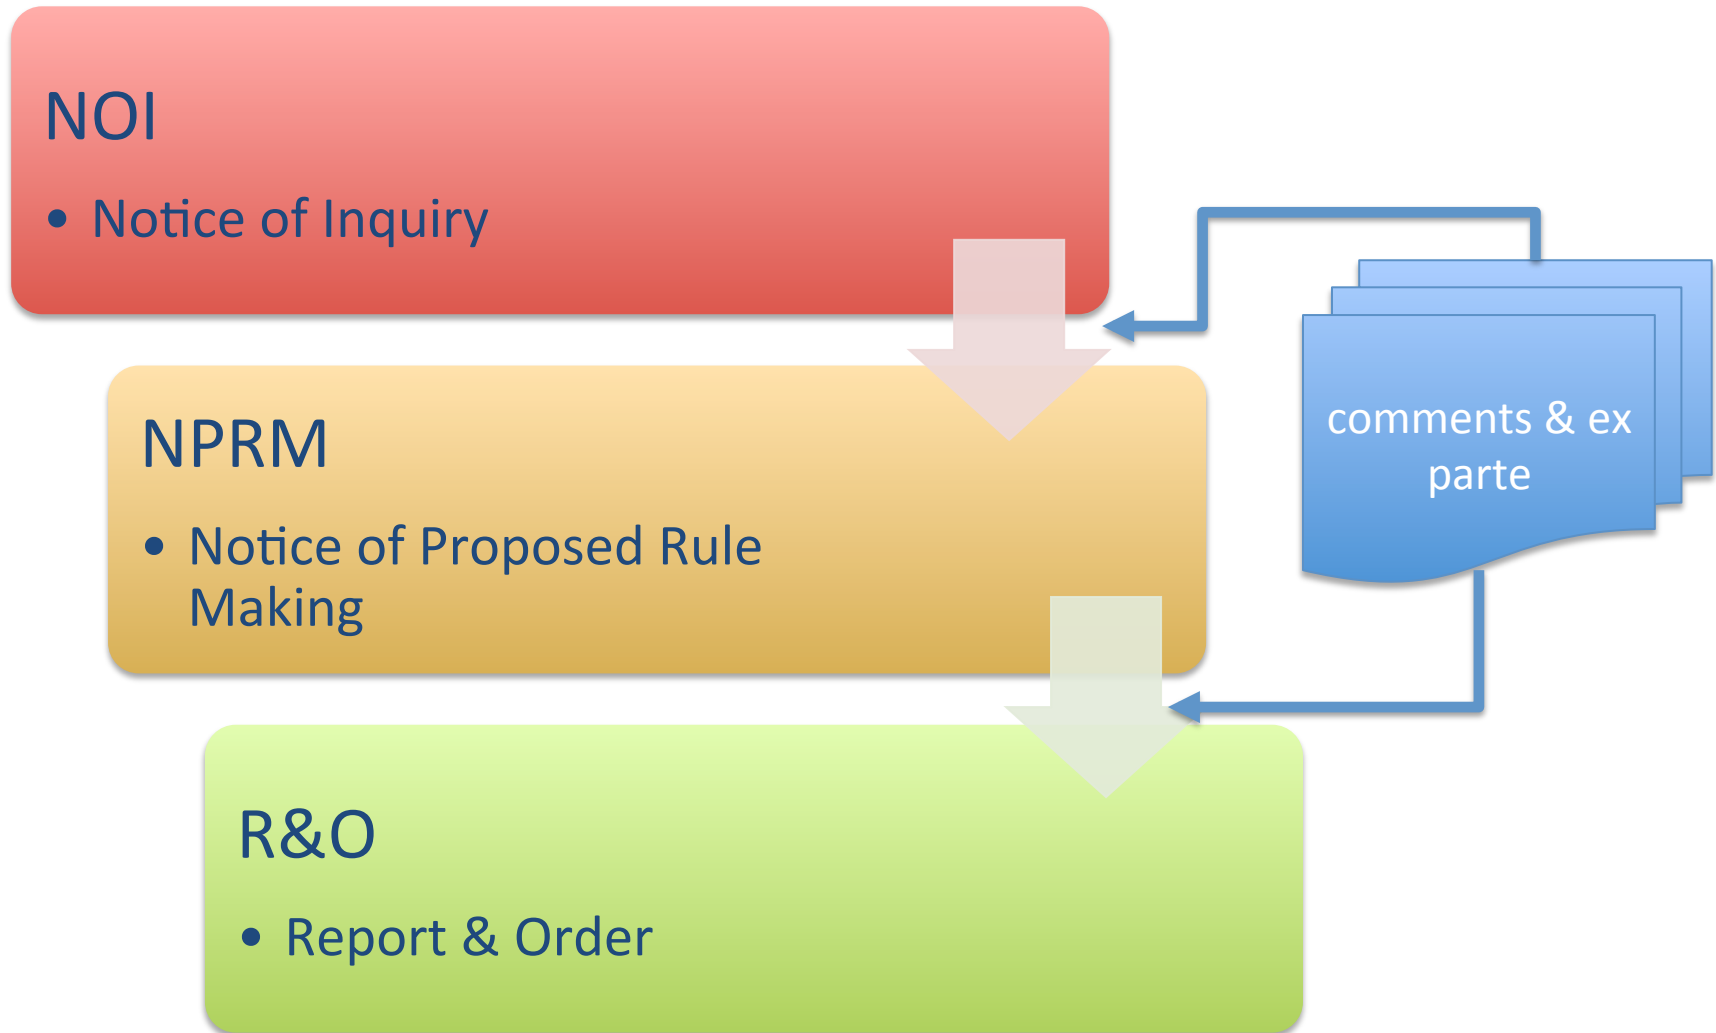 NOI
• Notice of Inquiry
NPRM
• Notice of Proposed Rule
Making
R&O
• Report & Order
comments & ex
parte